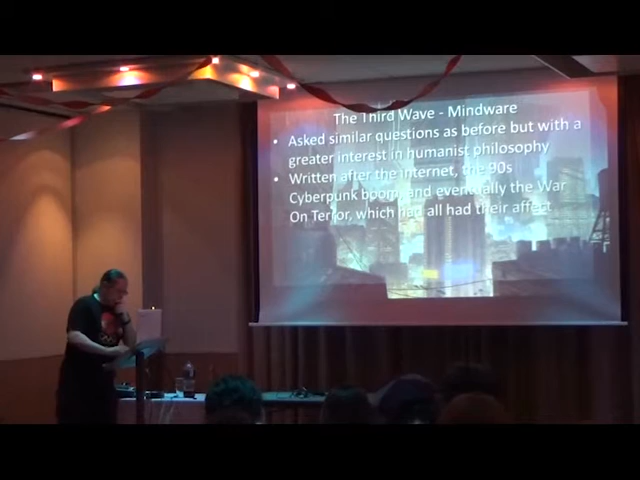 The Third Wave - Mindware
• Asked similar questions as before but with a
greater interest in humanist philosophy
• Written after the internet, the 90s
Cyberpunk boom, and eventually the War
On Terror, which had all had their affect